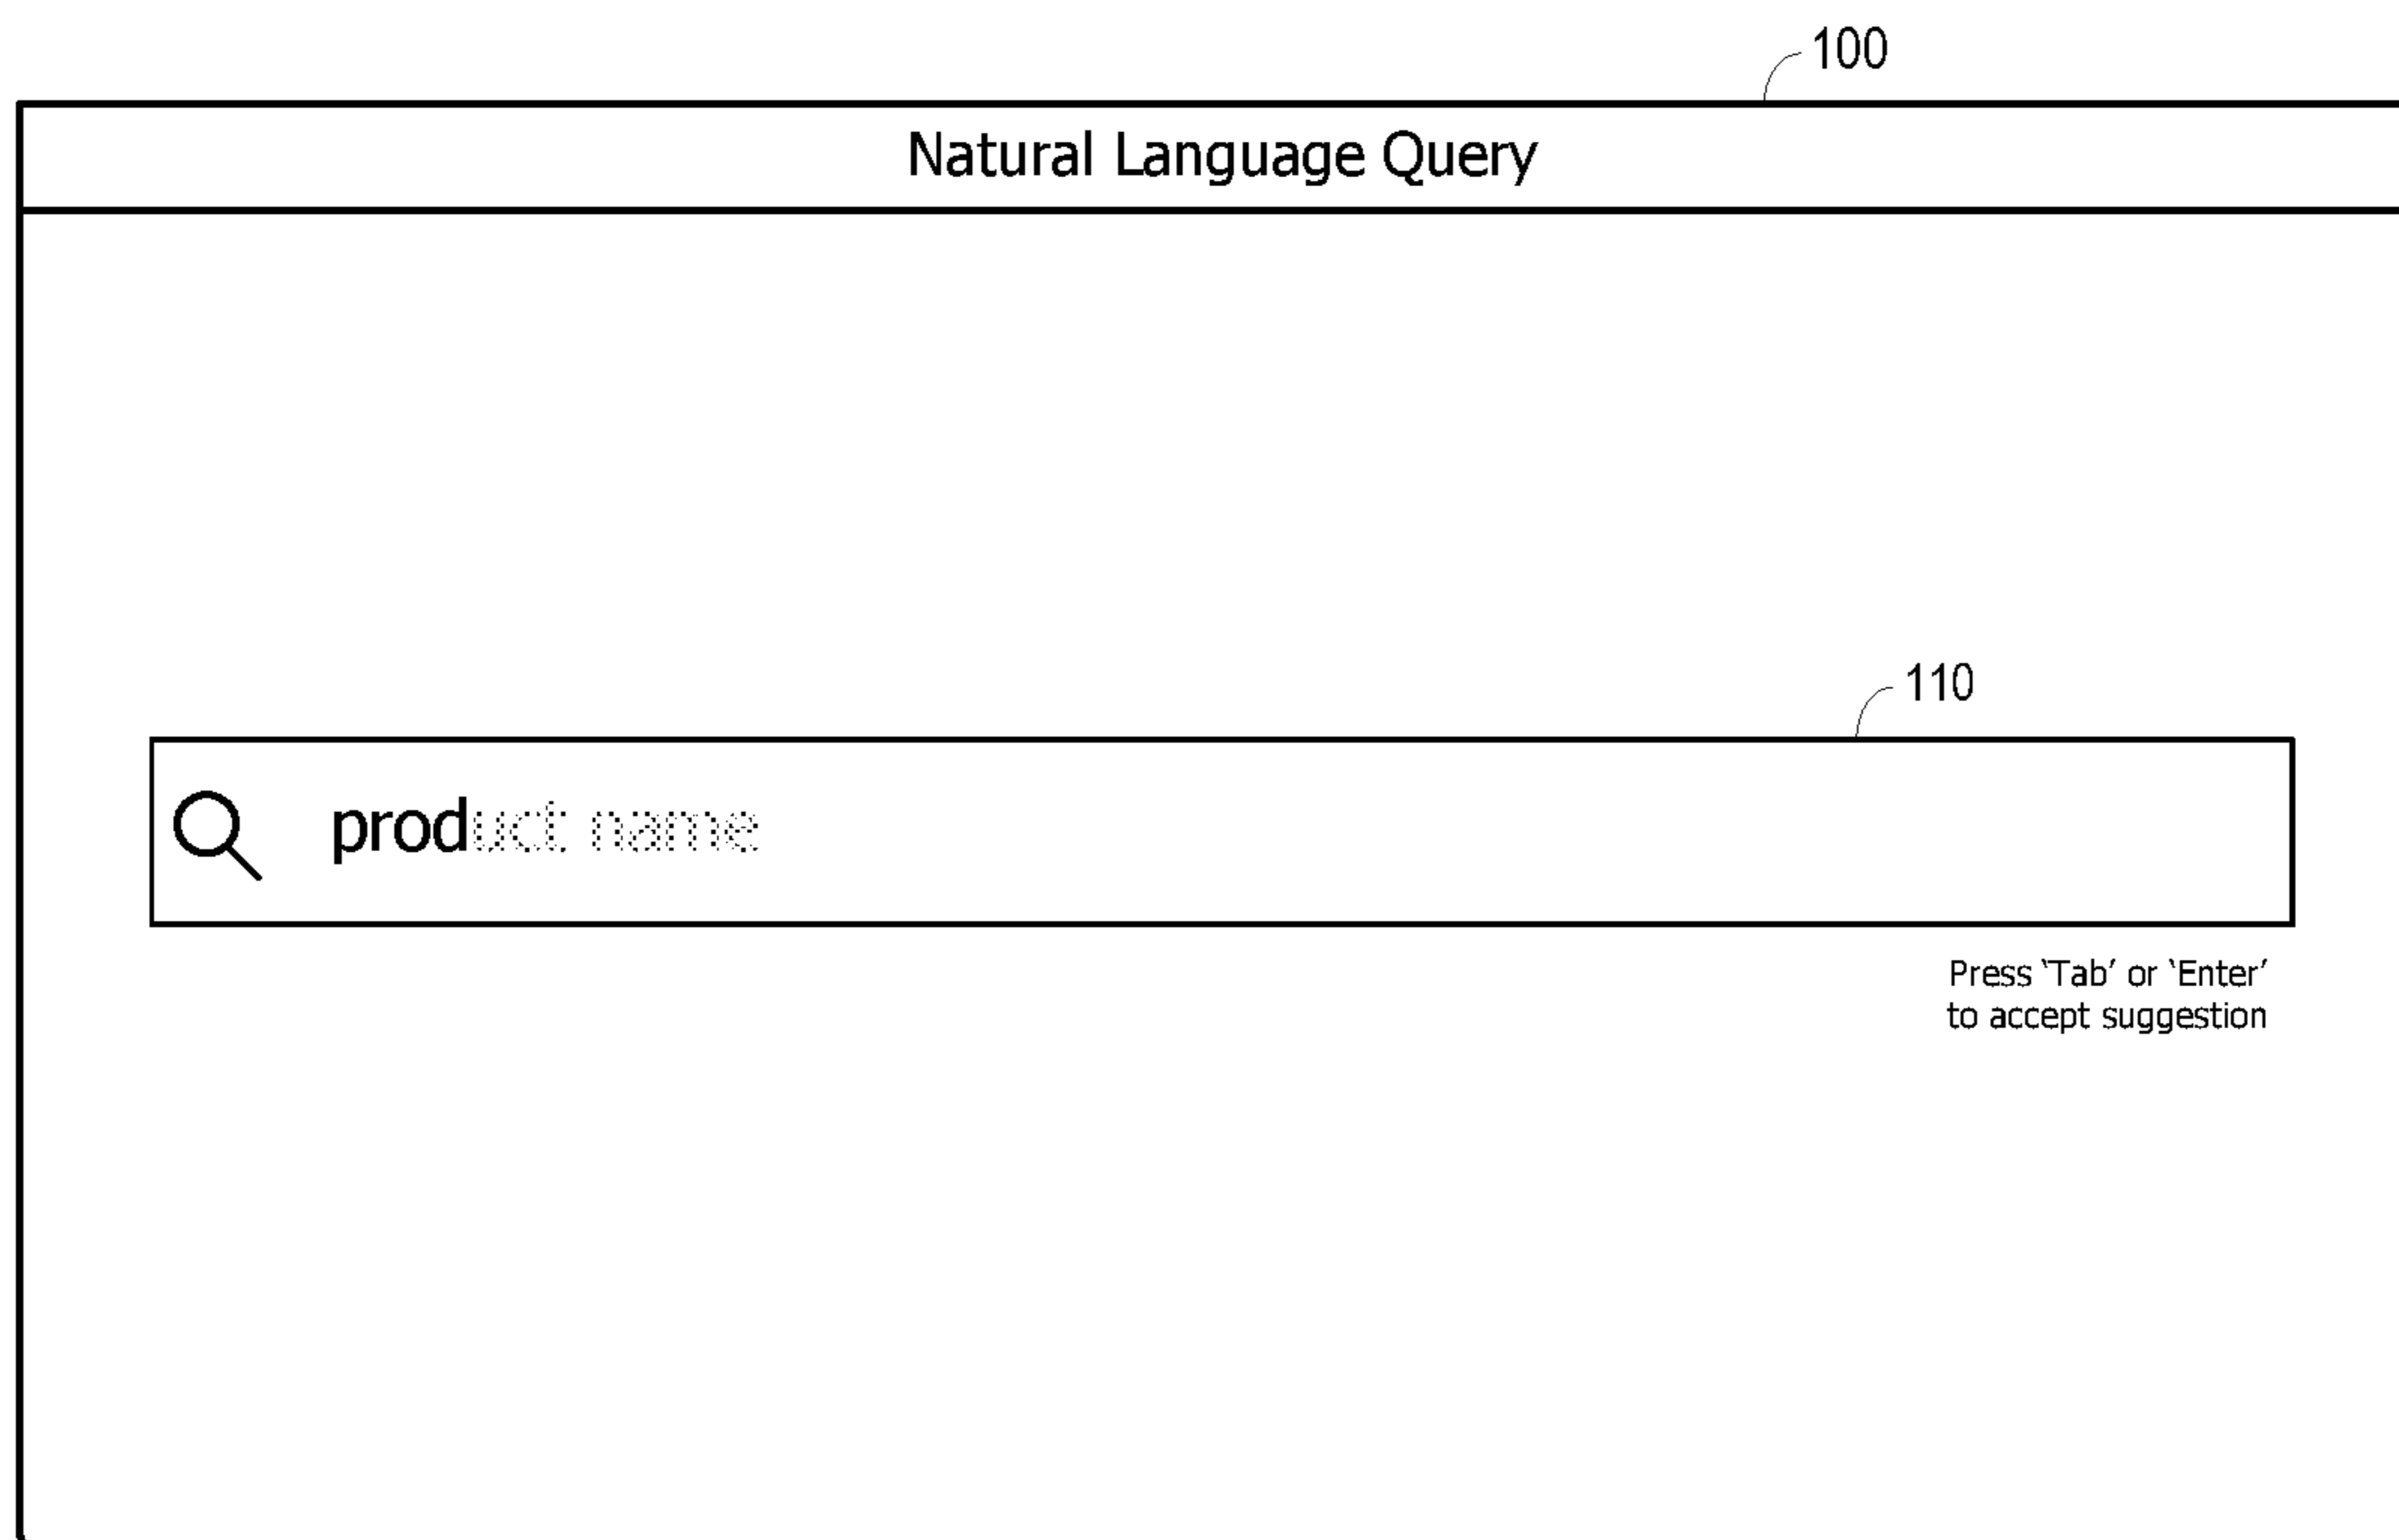 100
Natural Language Query
110
product name
Press ‘Tab’ or ‘Enter’
to accept suggestion